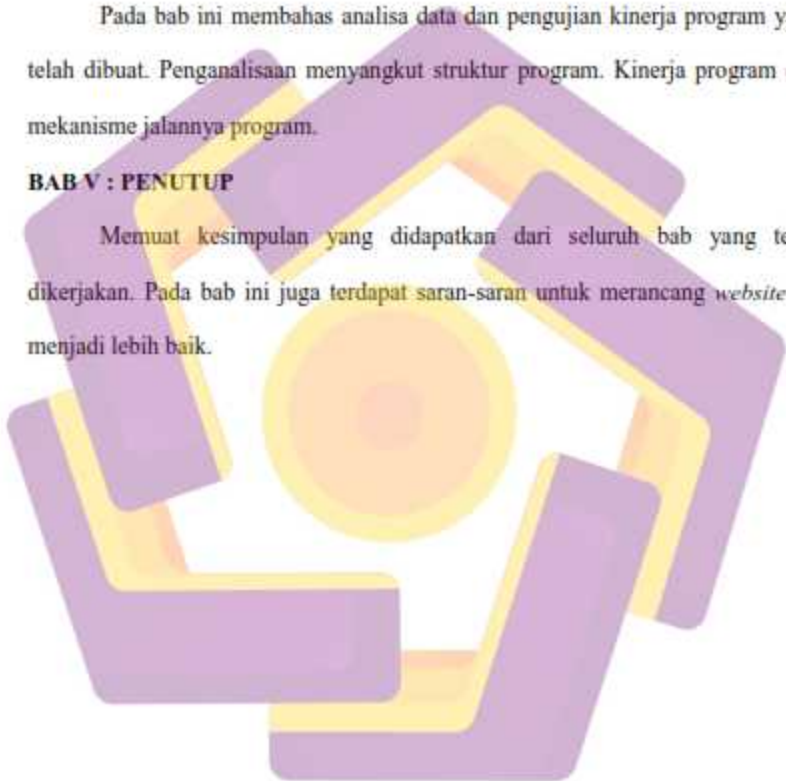 Pada bab ini membahas analisa data dan pengujian kinerja program y
telah dibuat. Penganalisaan menyangkut struktur program. Kinerja program
mekanisme jalannya program.
BAB V : PENUTUP
Memuat kesimpulan yang didapatkan dari seluruh bab yang te
dikerjakan. Pada bab ini juga terdapat saran-saran untuk merancang website
menjadi lebih baik.